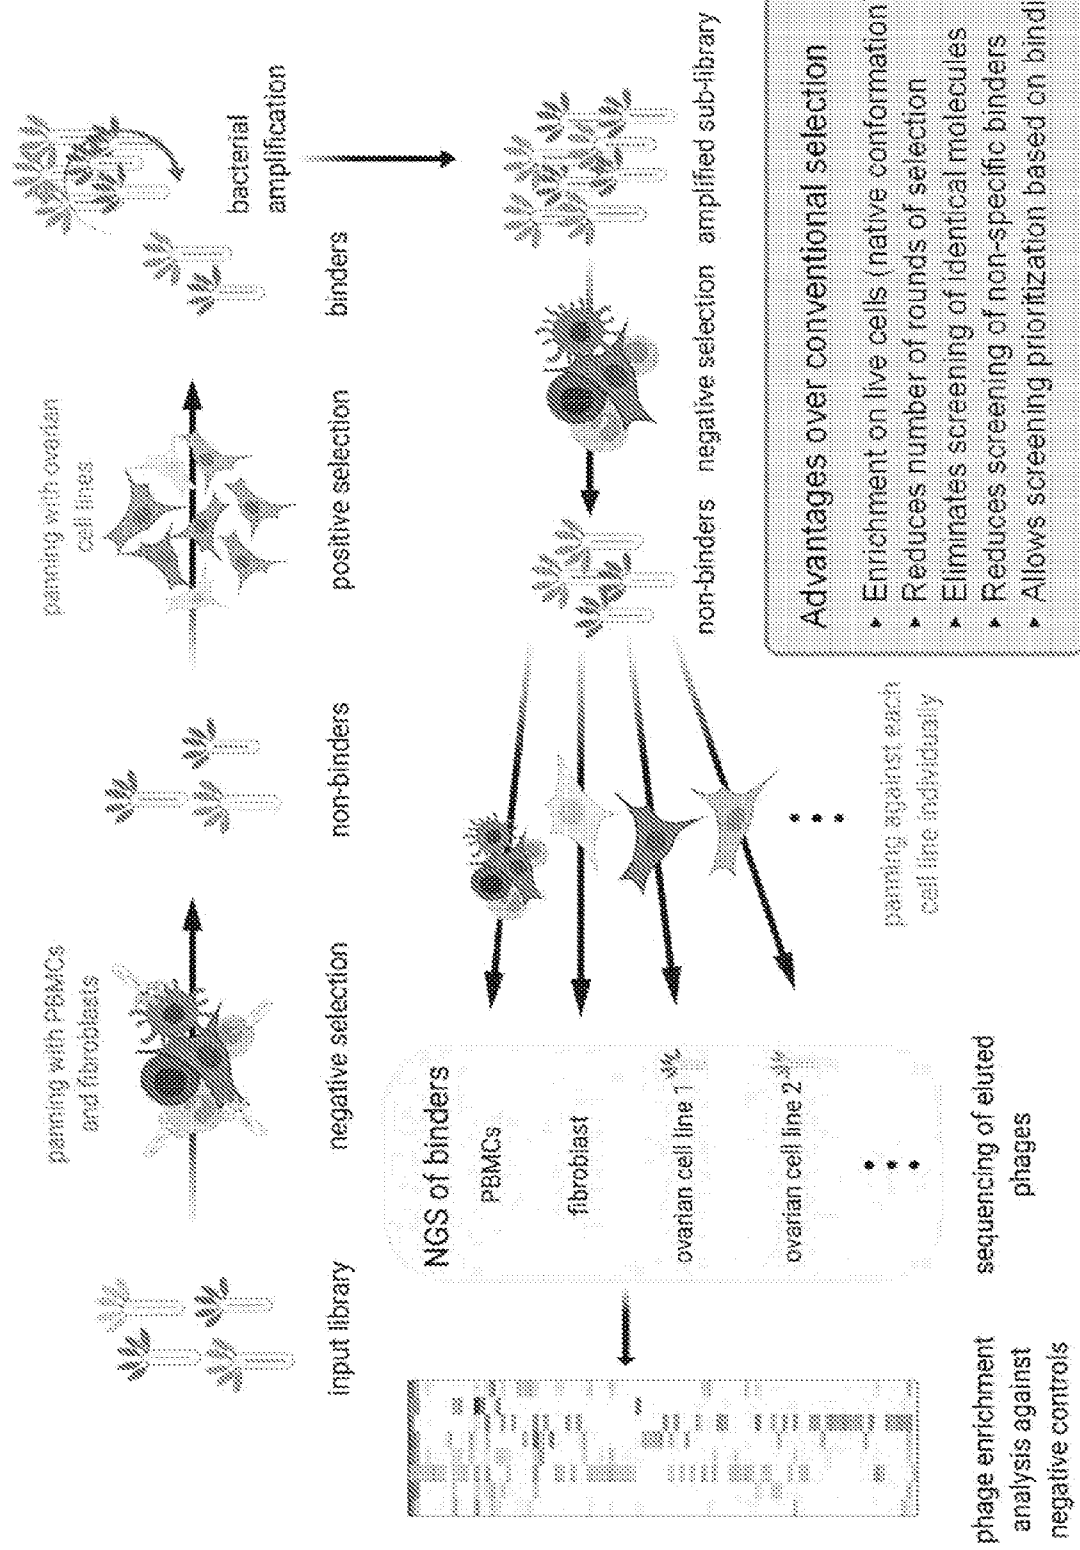 panning with PBMCs
and fibroblasts
panning with ovarian
cell lines
input library
negative selection
non-binders
positive selection
binders
bacterial
amplification
amplified sub-library
negative selection
non-binders
panning against each
cell line individually
NGS of binders
PBMCs
fibroblast
ovarian cell line 1
ovarian cell line 2
sequencing of eluted
phages
phage enrichment
analysis against
negative controls
Advantages over conventional selection
▸ Enrichment on live cells (native conformation
▸ Reduces number of rounds of selection
▸ Eliminates screening of identical molecules
▸ Reduces screening of non-specific binders
▸ Allows screening prioritization based on bindi